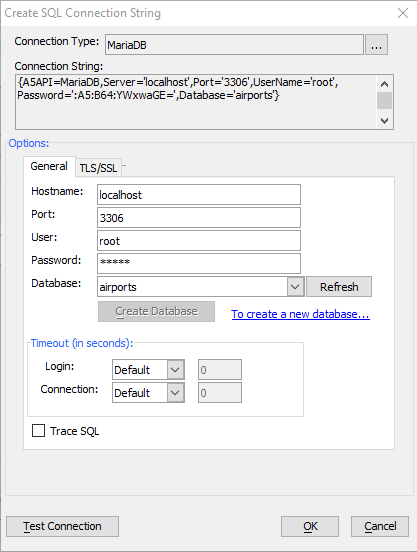 Create SQL Connection String
Connection Type: MariaDB ...
Connection String:
{A5API=MariaDB,Server='localhost',Port='3306',UserName='root',
Password=':A5:B64:YWxwaGE=',Database='airports'}
Options:
General TLS/SSL
Hostname: localhost
Port: 3306
User: root
Password: *****
Database: airports Refresh
Create Database To create a new database...
Timeout (in seconds):
Login: Default 0
Connection: Default 0
Trace SQL
Test Connection OK Cancel